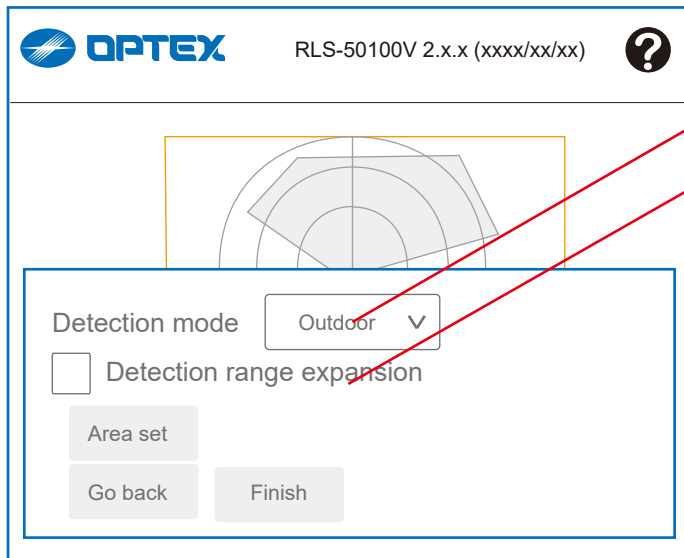 OPTEX
RLS-50100V 2.x.x (xxxx/xx/xx)
?
Detection mode
Outdoor
Detection range expansion
Area set
Go back
Finish